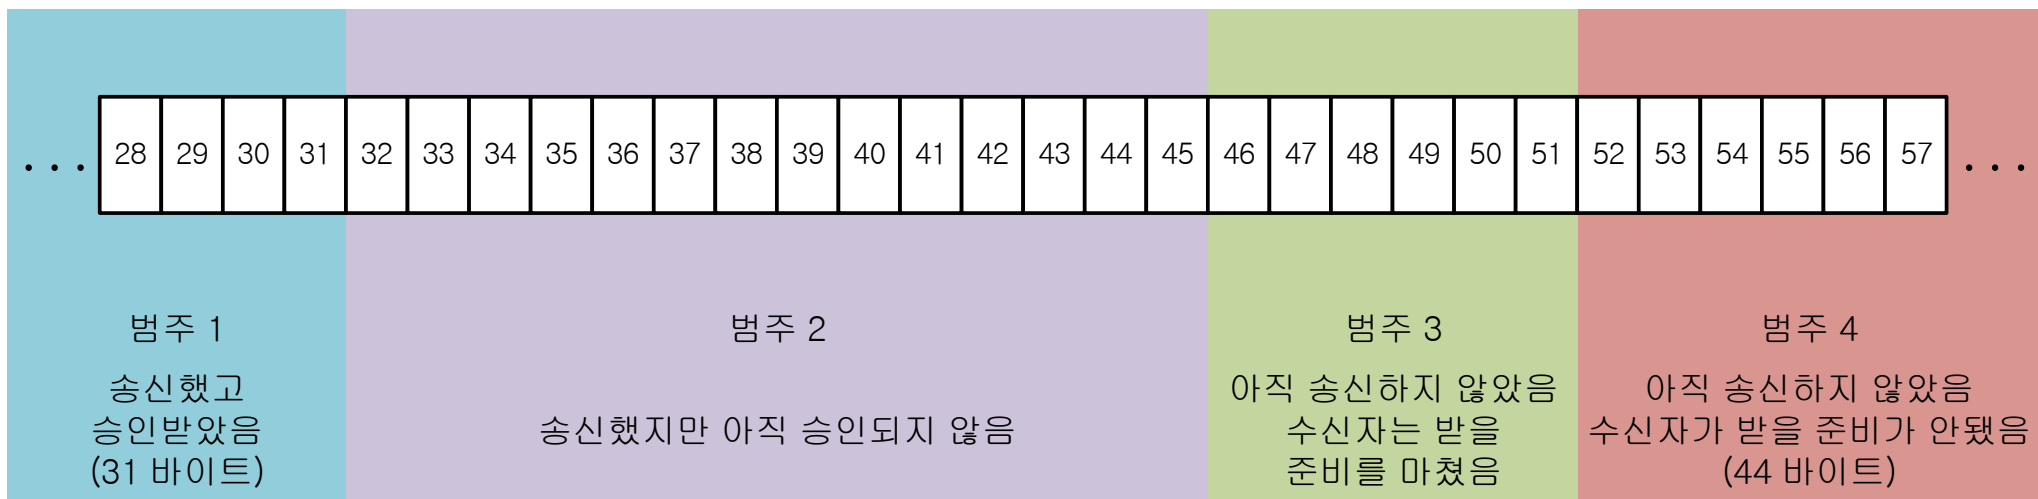 ... 28 29 30 31 32 33 34 35 36 37 38 39 40 41 42 43 44 45 46 47 48 49 50 51 52 53 54 55 56 57 ...
범주 1
송신했고
승인받았음
(31 바이트)
범주 2
송신했지만 아직 승인되지 않음
범주 3
아직 송신하지 않았음
수신자는 받을
준비를 마쳤음
범주 4
아직 송신하지 않았음
수신자가 받을 준비가 안됐음
(44 바이트)